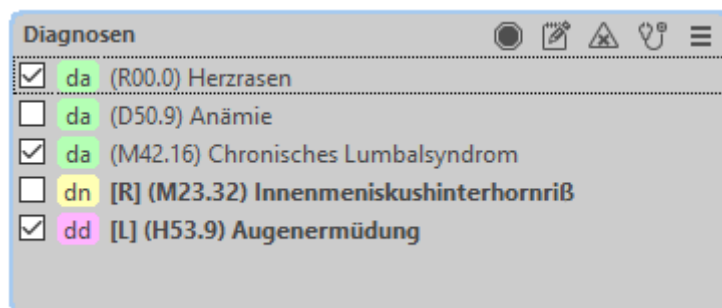 Diagnosen
da (R00.0) Herzrasen
da (D50.9) Anämie
da (M42.16) Chronisches Lumbalsyndrom
dn [R] (M23.32) Innenmeniskushinterhornriß
dd [L] (H53.9) Augenermüdung